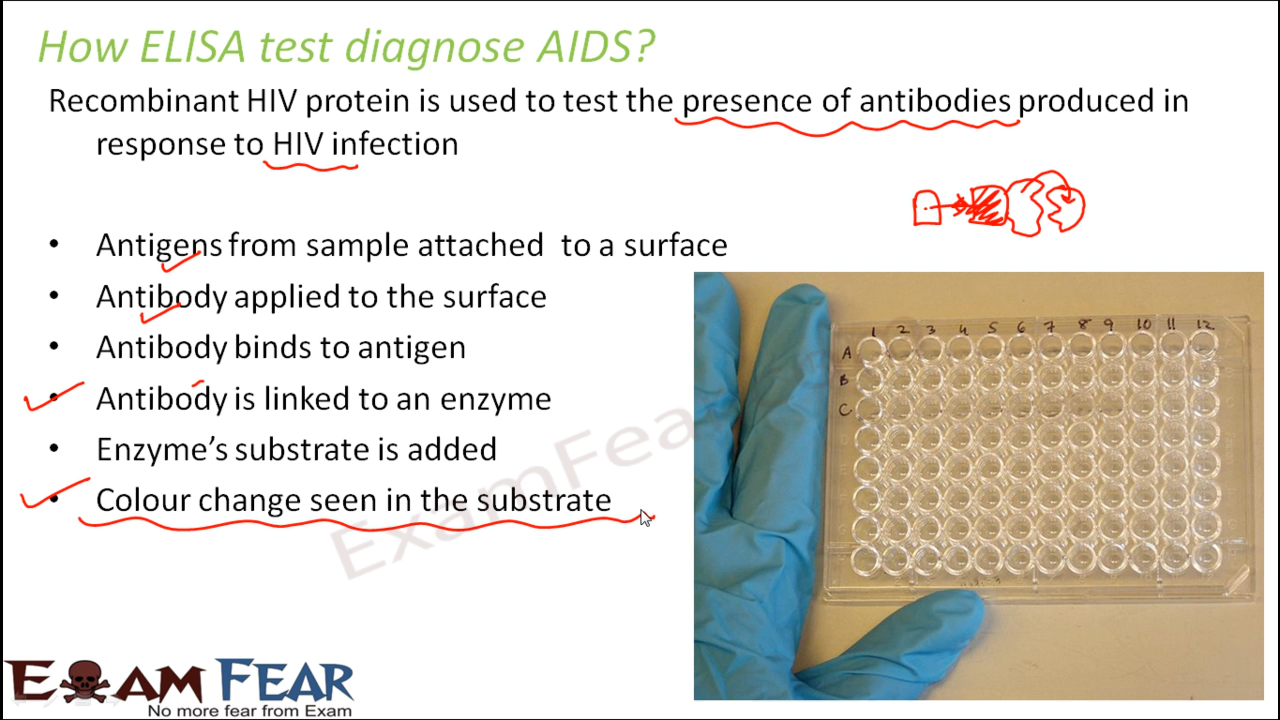 How ELISA test diagnose AIDS?
Recombinant HIV protein is used to test the presence of antibodies produced in
response to HIV infection
• Antigens from sample attached to a surface
• Antibody applied to the surface
• Antibody binds to antigen
• Antibody is linked to an enzyme
• Enzyme's substrate is added
• Colour change seen in the substrate
ExamFear
1 2 3 4 5 6 7 8 9 10 11 12
A
B
C
EXAM FEAR
No more fear from Exam